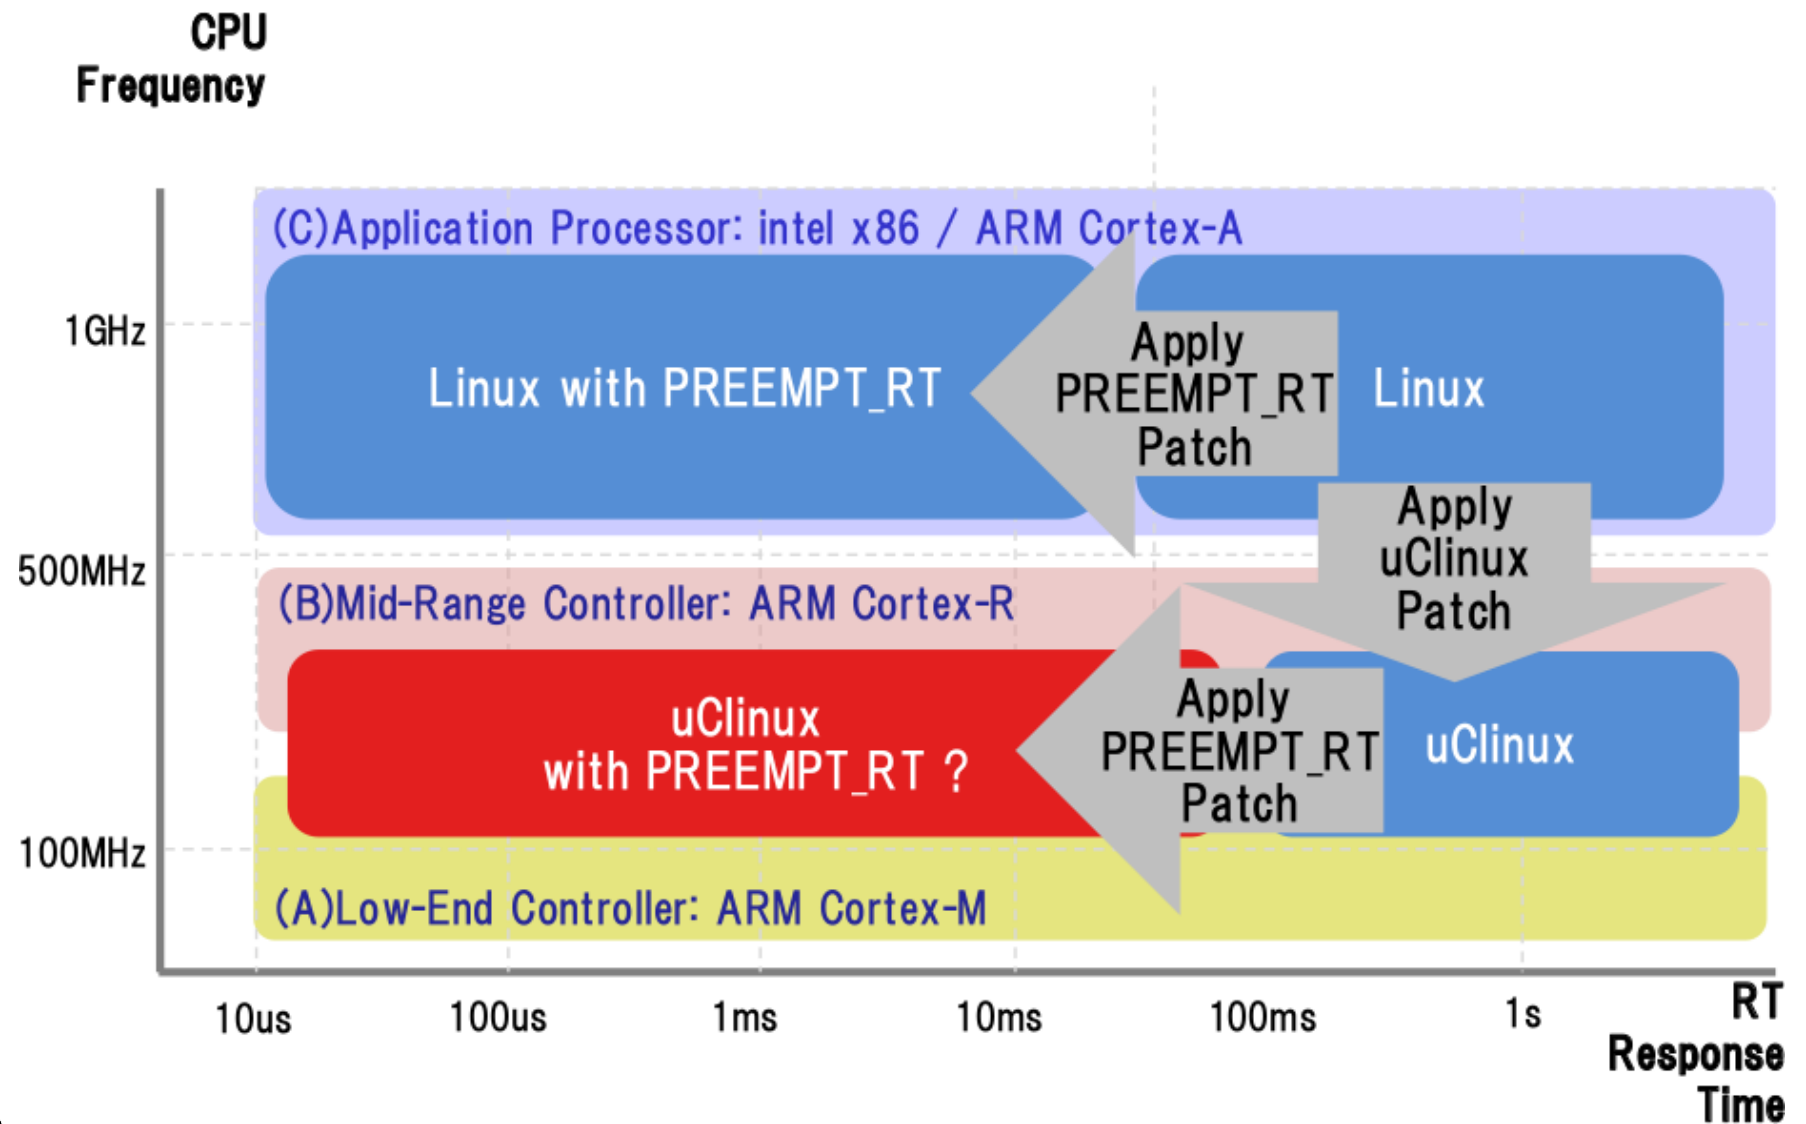 CPU
Frequency
(C)Application Processor: intel x86 / ARM Cortex-A
1GHz
Linux with PREEMPT_RT
Apply
PREEMPT_RT
Patch
Linux
500MHz
Apply
uClinux
Patch
(B)Mid-Range Controller: ARM Cortex-R
uClinux
with PREEMPT_RT ?
Apply
PREEMPT_RT
Patch
uClinux
100MHz
(A)Low-End Controller: ARM Cortex-M
10us
100us
1ms
10ms
100ms
1s
RT
Response
Time